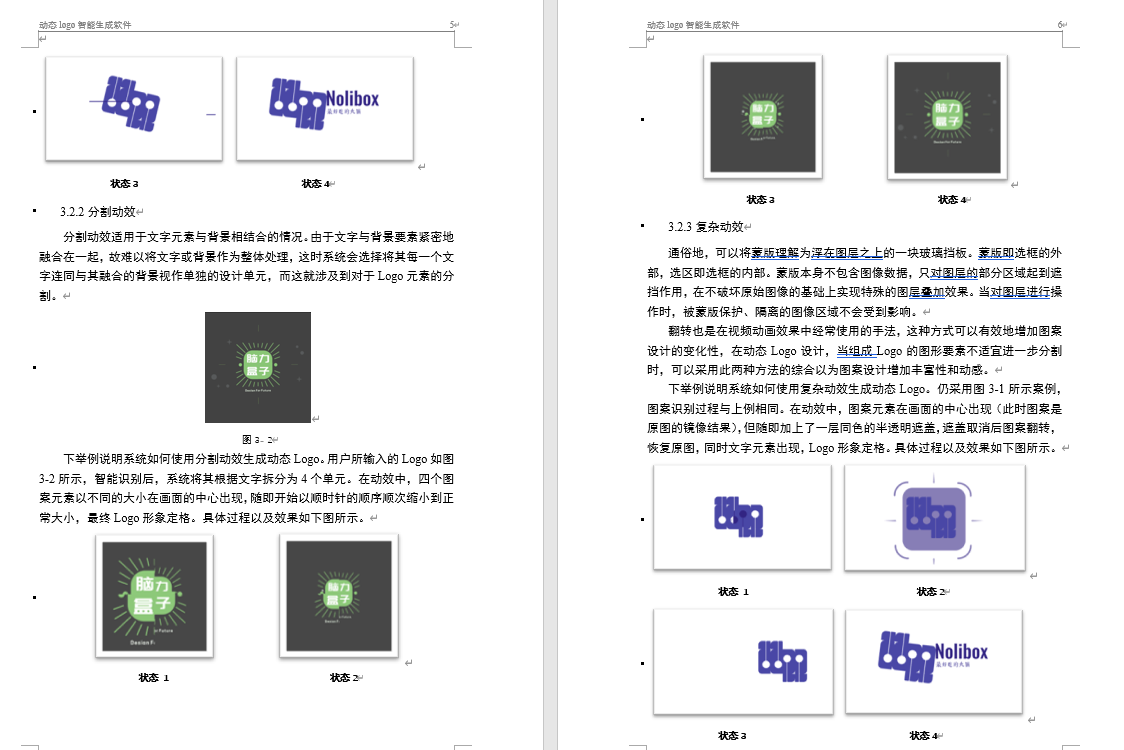 动态 logo 智能生成软件 5
Nolibox
状态 3 状态 4
3.2.2 分割动效
分割动效适用于文字元素与背景相结合的情况。由于文字与背景要素紧密地
融合在一起，故难以将文字或背景作为整体处理，这时系统会选择将其每一个文
字连同与其融合的背景视作单独的设计单元，而这就涉及到对于 Logo 元素的分
割。
脑力
盒子
Design For Future
图 3- 2
下举例说明系统如何使用分割动效生成动态 Logo。用户所输入的 Logo 如图
3-2 所示，智能识别后，系统将其根据文字拆分为 4 个单元。在动效中，四个图
案元素以不同的大小在画面的中心出现，随即开始以顺时针的顺序顺次缩小到正
常大小，最终 Logo 形象定格。具体过程以及效果如下图所示。
脑力
盒子
脑力
盒子
状态 1 状态 2
动态 logo 智能生成软件 6
脑力
盒子
脑力
盒子
状态 3 状态 4
3.2.3 复杂动效
通俗地，可以将蒙版理解为浮在图层之上的一块玻璃挡板。蒙版即选框的外
部，选区即选框的内部。蒙版本身不包含图像数据，只对图层的部分区域起到遮
挡作用，在不破坏原始图像的基础上实现特殊的图层叠加效果。当对图层进行操
作时，被蒙版保护、隔离的图像区域不会受到影响。
翻转也是在视频动画效果中经常使用的手法，这种方式可以有效地增加图案
设计的变化性，在动态 Logo 设计，当组成 Logo 的图形要素不适宜进一步分割
时，可以采用此两种方法的综合以为图案设计增加丰富性和动感。
下举例说明系统如何使用复杂动效生成动态 Logo。仍采用图 3-1 所示案例，
图案识别过程与上例相同。在动效中，图案元素在画面的中心出现（此时图案是
原图的镜像结果），但随即加上了一层同色的半透明遮盖，遮盖取消后图案翻转，
恢复原图，同时文字元素出现，Logo 形象定格。具体过程以及效果如下图所示。
状态 1 状态 2
Nolibox
状态 3 状态 4